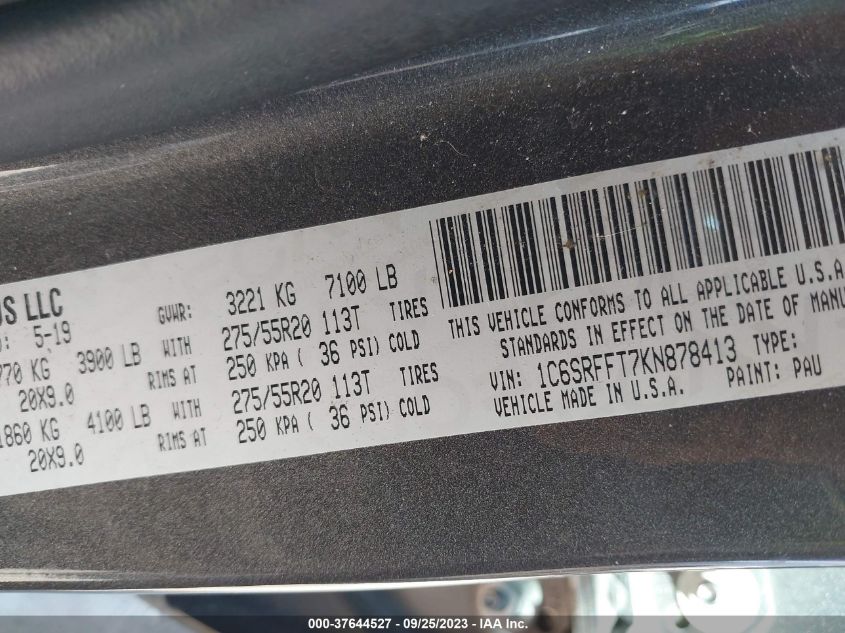 US LLC
5-19
GVWR: 3221 KG 7100 LB
770 KG 3900 LB WITH 275/55R20 113T TIRES
20X9.0 RIMS AT 250 KPA ( 36 PSI) COLD
1860 KG 4100 LB WITH 275/55R20 113T TIRES
20X9.0 RIMS AT 250 KPA ( 36 PSI) COLD
THIS VEHICLE CONFORMS TO ALL APPLICABLE U.S.A
STANDARDS IN EFFECT ON THE DATE OF MANU
VIN: 1C6SRFFT7KN878413 TYPE:
VEHICLE MADE IN U.S.A. PAINT: PAU
000-37644527 - 09/25/2023 - IAA Inc.